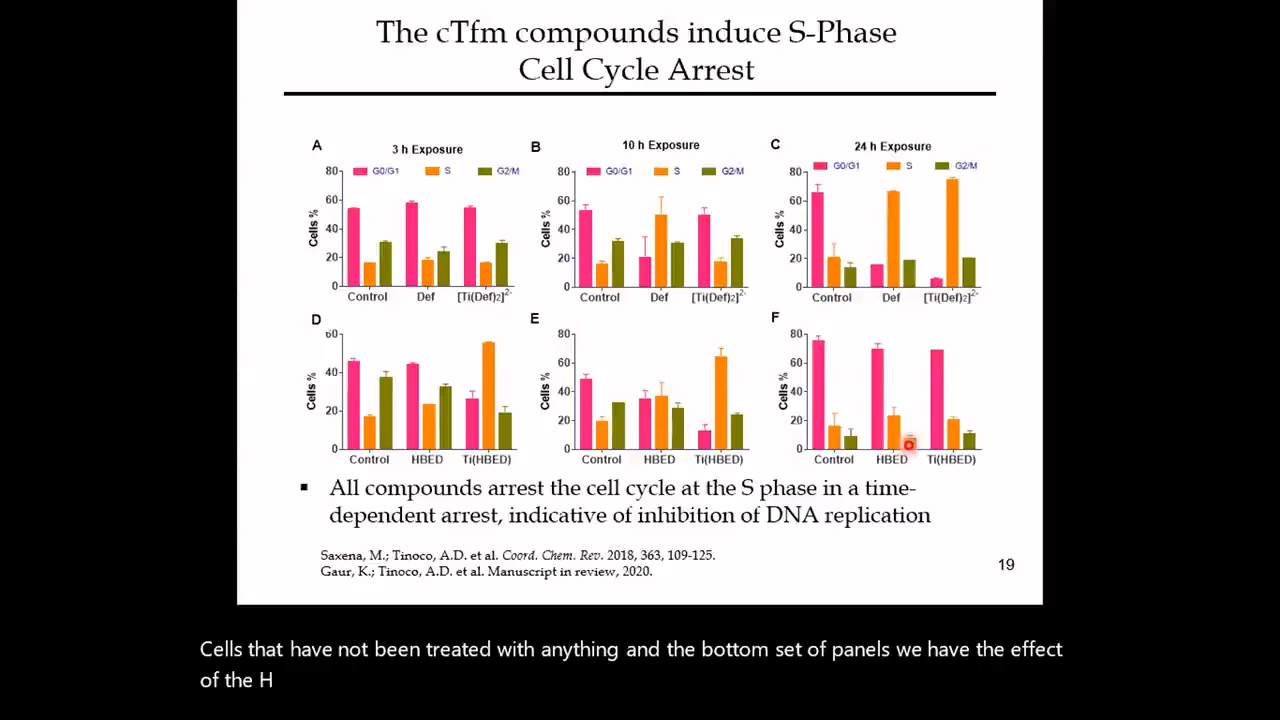 The cTfm compounds induce S-Phase
Cell Cycle Arrest
A
3 h Exposure
G0/G1 S G2/M
Cells %
80
60
40
20
0
Control Def [Ti(Def)2]2-
B
10 h Exposure
G0/G1 S G2/M
Cells %
80
60
40
20
0
Control Def [Ti(Def)2]2-
C
24 h Exposure
G0/G1 S G2/M
Cells %
80
60
40
20
0
Control Def [Ti(Def)2]2-
D
Cells %
60
40
20
0
Control HBED Ti(HBED)
E
Cells %
80
60
40
20
0
Control HBED Ti(HBED)
F
Cells %
80
60
40
20
0
Control HBED Ti(HBED)
▪ All compounds arrest the cell cycle at the S phase in a time-
dependent arrest, indicative of inhibition of DNA replication
Saxena, M.; Tinoco, A.D. et al. Coord. Chem. Rev. 2018, 363, 109-125.
Gaur, K.; Tinoco, A.D. et al. Manuscript in review, 2020.
19
Cells that have not been treated with anything and the bottom set of panels we have the effect
of the H